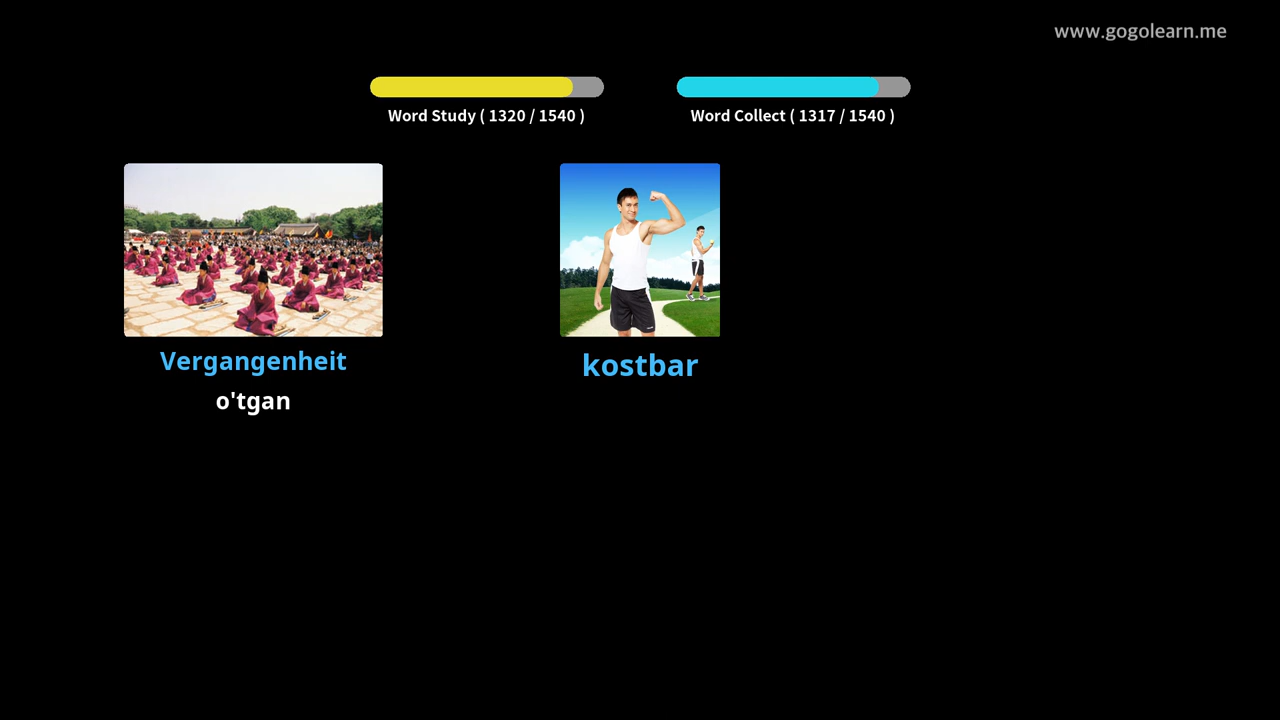 www.gogolearn.me
Word Study ( 1320 / 1540 )
Word Collect ( 1317 / 1540 )
Vergangenheit
o'tgan
kostbar